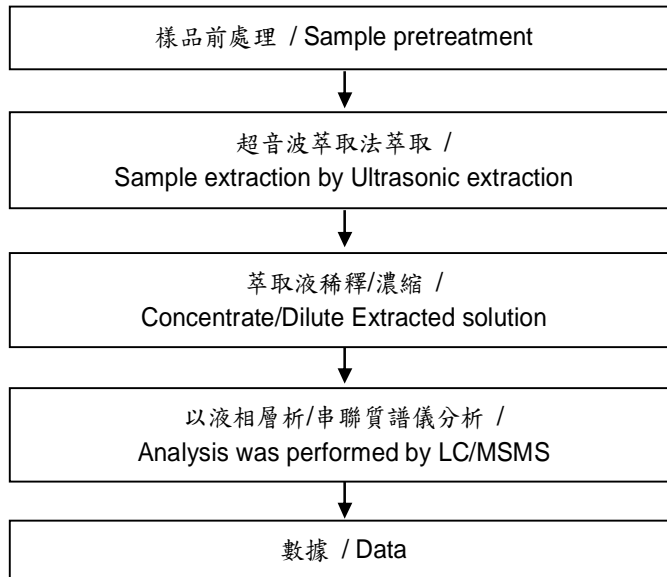 樣品前處理 / Sample pretreatment
超音波萃取法萃取 /
Sample extraction by Ultrasonic extraction
萃取液稀釋/濃縮 /
Concentrate/Dilute Extracted solution
以液相層析/串聯質譜儀分析 /
Analysis was performed by LC/MSMS
數據 / Data